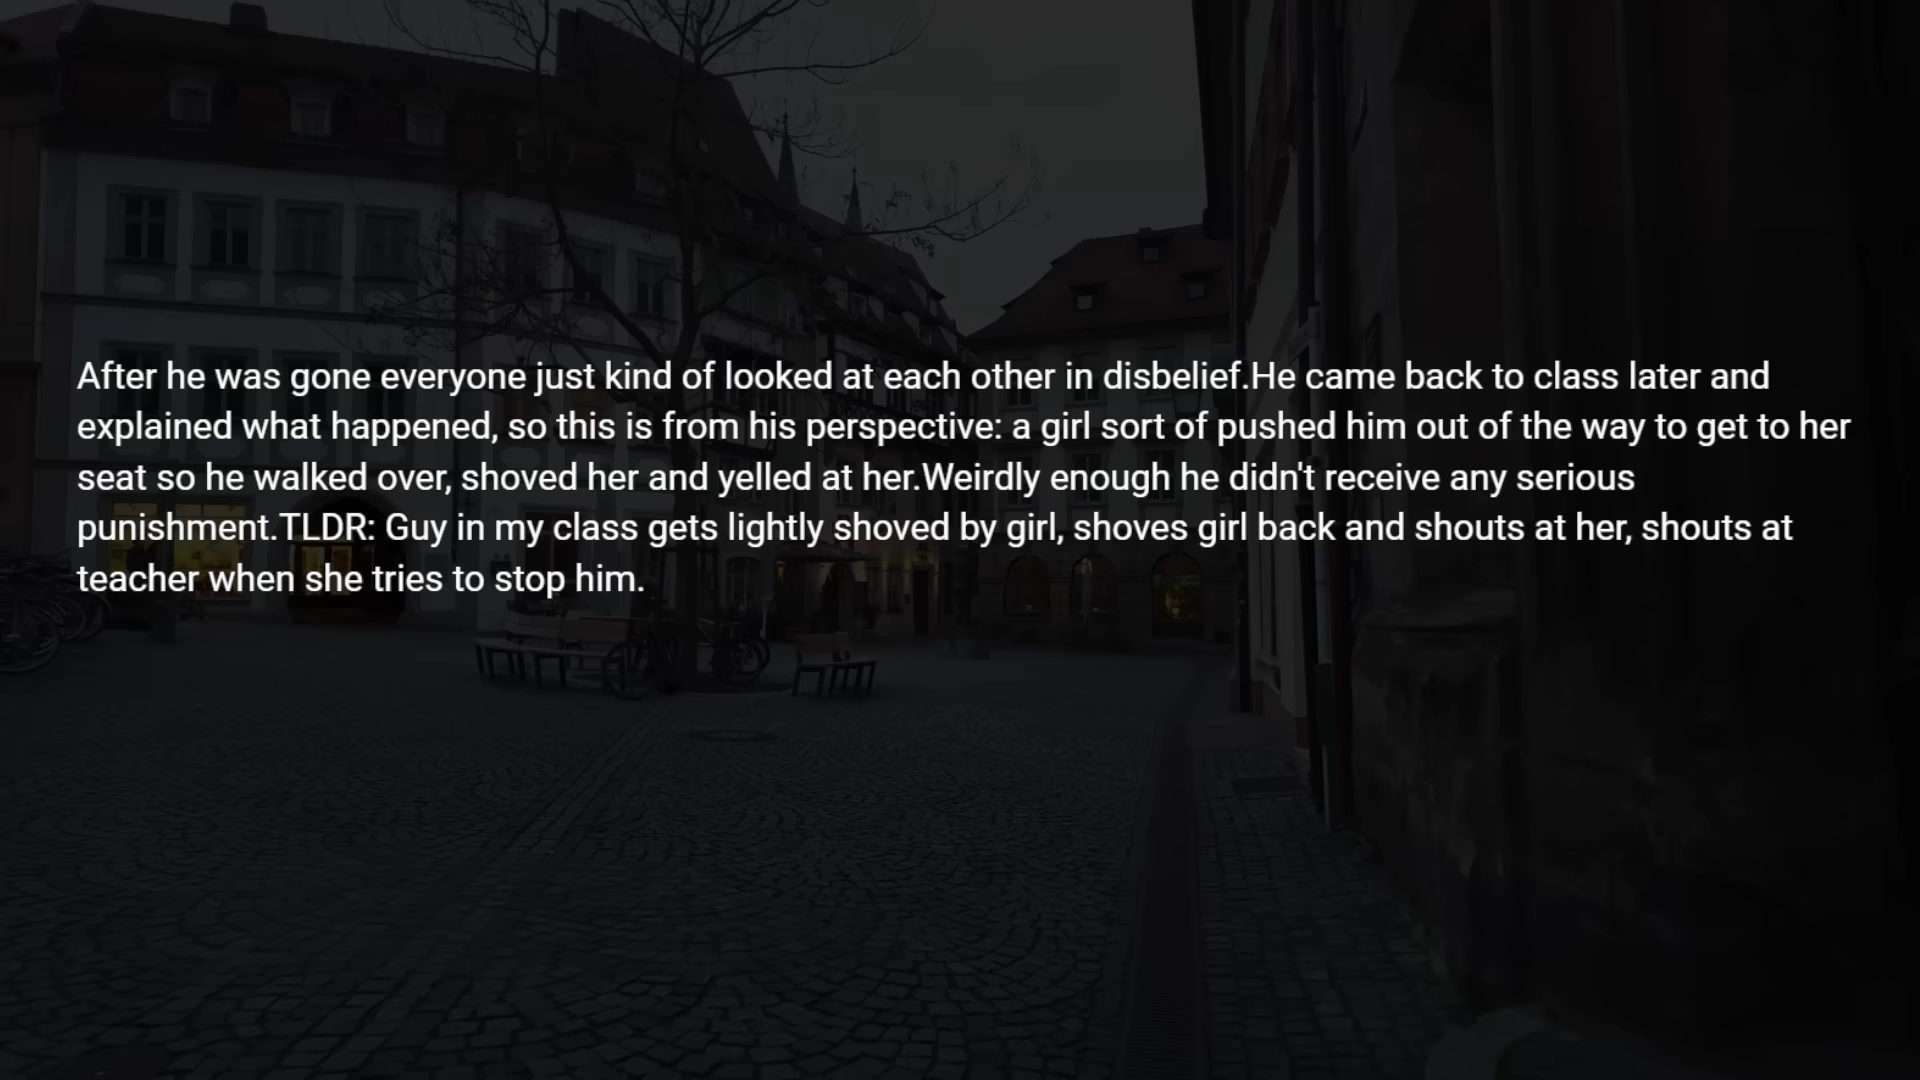 After he was gone everyone just kind of looked at each other in disbelief.He came back to class later and
explained what happened, so this is from his perspective: a girl sort of pushed him out of the way to get to her
seat so he walked over, shoved her and yelled at her.Weirdly enough he didn't receive any serious
punishment.TLDR: Guy in my class gets lightly shoved by girl, shoves girl back and shouts at her, shouts at
teacher when she tries to stop him.